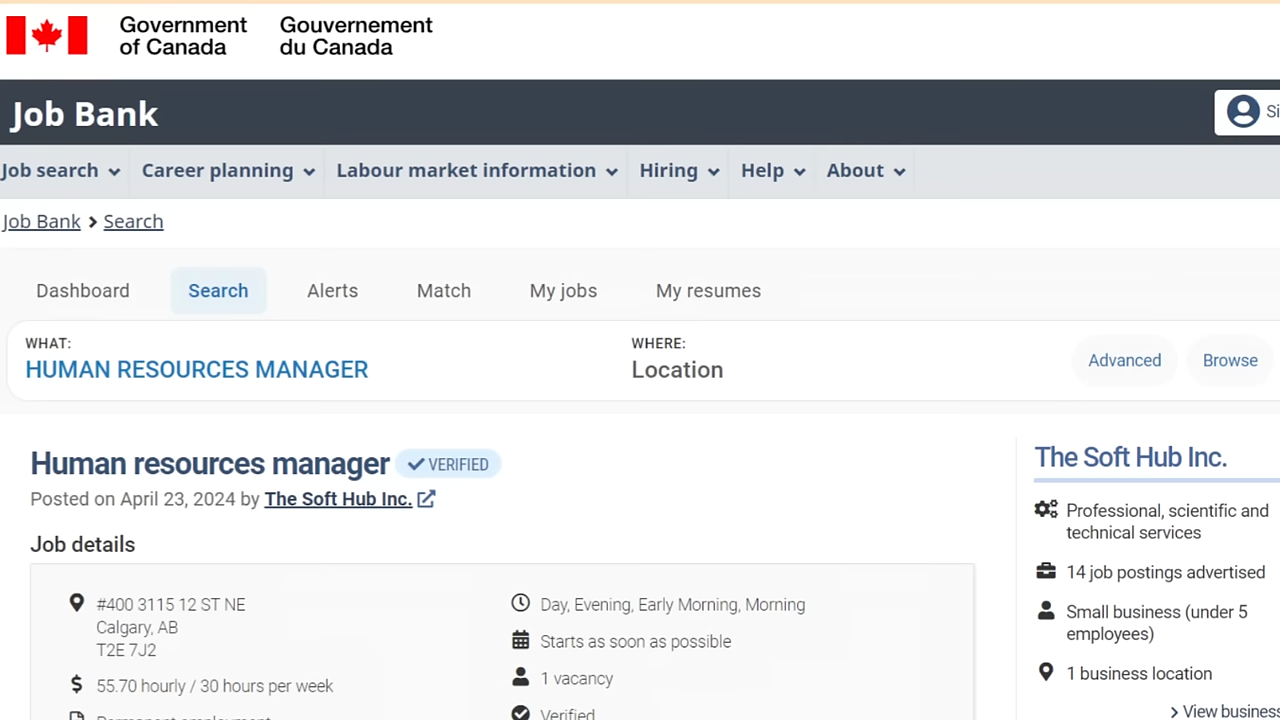 Government
of Canada
Gouvernement
du Canada
Job Bank
Si
Job search
Career planning
Labour market information
Hiring
Help
About
Job Bank > Search
Dashboard
Search
Alerts
Match
My jobs
My resumes
WHAT:
HUMAN RESOURCES MANAGER
WHERE:
Location
Advanced
Browse
Human resources manager
VERIFIED
Posted on April 23, 2024 by The Soft Hub Inc.
Job details
#400 3115 12 ST NE
Calgary, AB
T2E 7J2
55.70 hourly / 30 hours per week
Permanent employment
Day, Evening, Early Morning, Morning
Starts as soon as possible
1 vacancy
Verified
The Soft Hub Inc.
Professional, scientific and
technical services
14 job postings advertised
Small business (under 5
employees)
1 business location
> View business